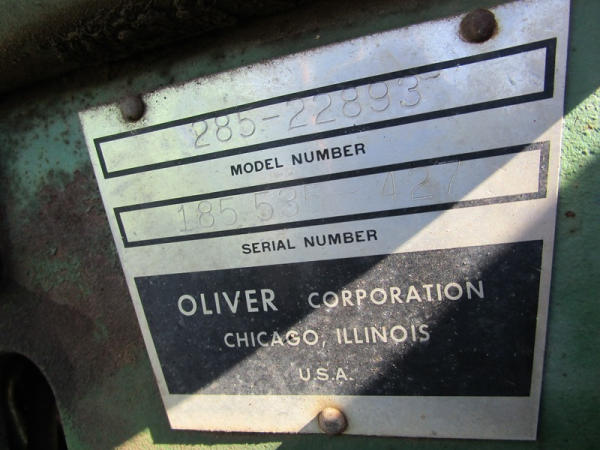 285-22893
MODEL NUMBER
427
SERIAL NUMBER
OLIVER CORPORATION
CHICAGO, ILLINOIS
U.S.A.